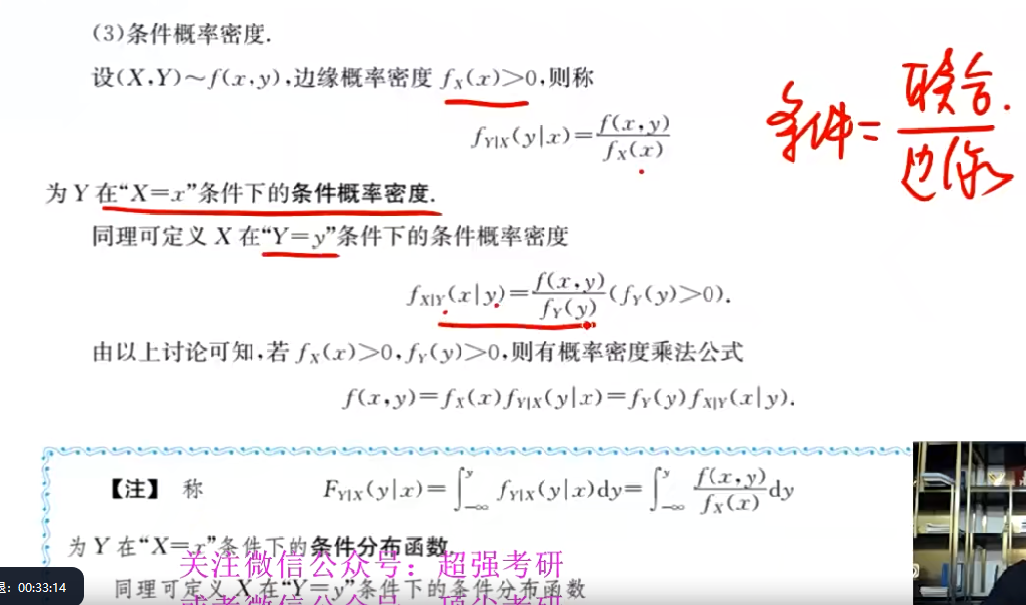 (3)条件概率密度.
设(X,Y)~f(x,y),边缘概率密度 f_X(x)>0,则称
f_{Y|X}(y|x)=\frac{f(x,y)}{f_X(x)}
条件=\frac{联合.}{边缘}
为 Y 在“X=x”条件下的条件概率密度.
同理可定义 X 在“Y=y”条件下的条件概率密度
f_{X|Y}(x|y)=\frac{f(x,y)}{f_Y(y)}(f_Y(y)>0).
由以上讨论可知,若 f_X(x)>0,f_Y(y)>0,则有概率密度乘法公式
f(x,y)=f_X(x)f_{Y|X}(y|x)=f_Y(y)f_{X|Y}(x|y).
【注】 称 F_{Y|X}(y|x)=\int_{-∞}^{y} f_{Y|X}(y|x)dy=\int_{-∞}^{y} \frac{f(x,y)}{f_X(x)}dy
为 Y 在“X=x”条件下的条件分布函数.
关注微信公众号：超强考研
同理可定义 X 在“Y=y”条件下的条件分布函数
00:33:14